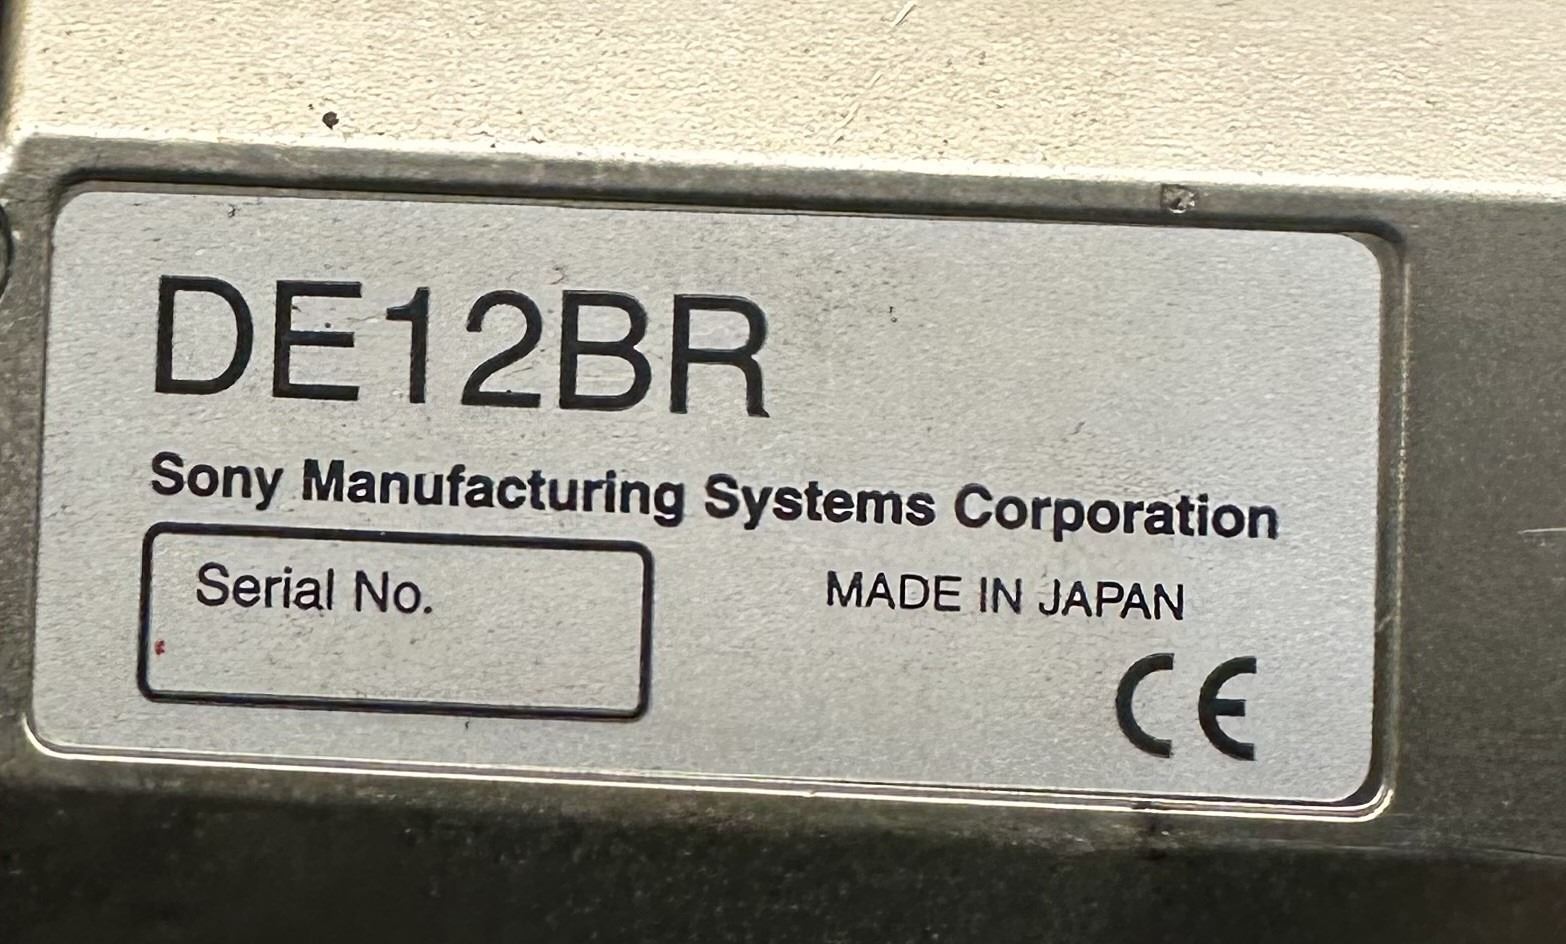 DE12BR
Sony Manufacturing Systems Corporation
Serial No.
MADE IN JAPAN
CE